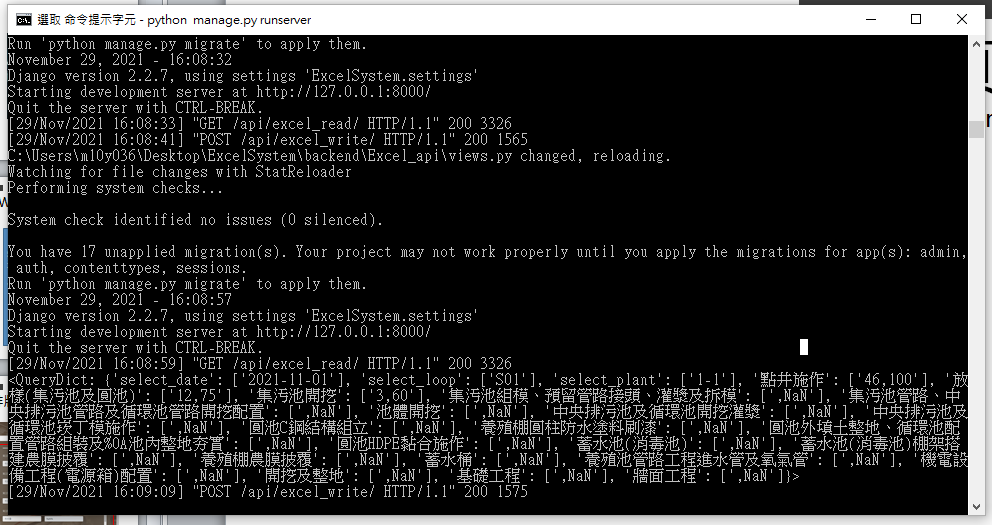 選取 命令提示字元 - python  manage.py runserver
Run 'python manage.py migrate' to apply them.
November 29, 2021 - 16:08:32
Django version 2.2.7, using settings 'ExcelSystem.settings'
Starting development server at http://127.0.0.1:8000/
Quit the server with CTRL-BREAK.
[29/Nov/2021 16:08:33] "GET /api/excel_read/ HTTP/1.1" 200 3326
[29/Nov/2021 16:08:41] "POST /api/excel_write/ HTTP/1.1" 200 1565
C:\Users\m10y036\Desktop\ExcelSystem\backend\Excel_api\views.py changed, reloading.
Watching for file changes with StatReloader
Performing system checks...
System check identified no issues (0 silenced).
You have 17 unapplied migration(s). Your project may not work properly until you apply the migrations for app(s): admin,
 auth, contenttypes, sessions.
Run 'python manage.py migrate' to apply them.
November 29, 2021 - 16:08:57
Django version 2.2.7, using settings 'ExcelSystem.settings'
Starting development server at http://127.0.0.1:8000/
Quit the server with CTRL-BREAK.
[29/Nov/2021 16:08:59] "GET /api/excel_read/ HTTP/1.1" 200 3326
<QueryDict: {'select_date': ['2021-11-01'], 'select_loop': ['S01'], 'select_plant': ['1-1'], '點井施作': ['46,100'], '放
樣(集污池及圓池)': ['12,75'], '集污池開挖': ['3,60'], '集污池組模、預留管路接頭、灌漿及拆模': [',NaN'], '集污池管路、中
央排污池管路及循環池管路開挖配置': [',NaN'], '池體開挖': [',NaN'], '中央排污池及循環池開挖灌漿': [',NaN'], '中央排污池及
循環池崁丁模施作': [',NaN'], '圓池C鋼結構組立': [',NaN'], '養殖棚圓柱防水塗料刷漆': [',NaN'], '圓池外墳土整地、循環池配
置管路組裝及%OA池內整地夯實': [',NaN'], '圓池HDPE黏合施作': [',NaN'], '蓄水池(消毒池)': [',NaN'], '蓄水池(消毒池)棚架搭
建農膜披覆': [',NaN'], '養殖棚農膜披覆': [',NaN'], '蓄水桶': [',NaN'], '養殖池管路工程進水管及氧氣管': [',NaN'], '機電設
備工程(電源箱)配置': [',NaN'], '開挖及整地': [',NaN'], '基礎工程': [',NaN'], '牆面工程': [',NaN']}>
[29/Nov/2021 16:09:09] "POST /api/excel_write/ HTTP/1.1" 200 1575